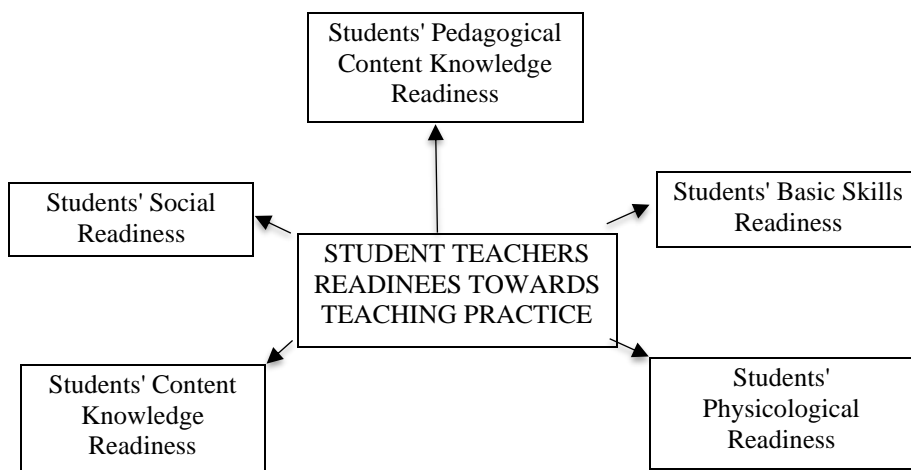 Students' Pedagogical
Content Knowledge
Readiness
Students' Social
Readiness
Students' Basic Skills
Readiness
STUDENT TEACHERS
READINEES TOWARDS
TEACHING PRACTICE
Students' Content
Knowledge
Readiness
Students'
Physicological
Readiness